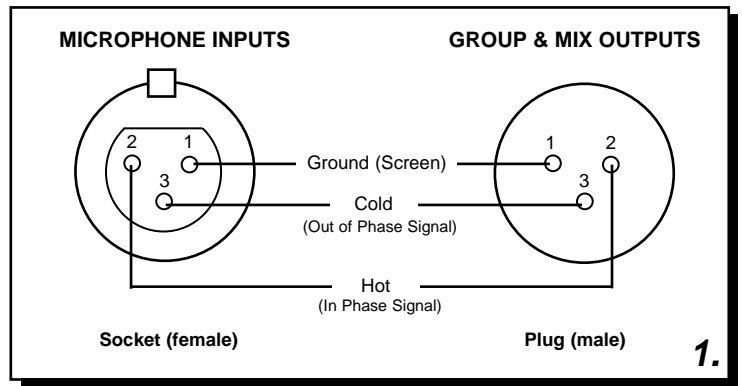 MICROPHONE INPUTS
GROUP & MIX OUTPUTS
2
1
3
1
2
3
Ground (Screen)
Cold
(Out of Phase Signal)
Hot
(In Phase Signal)
Socket (female)
Plug (male)
1.